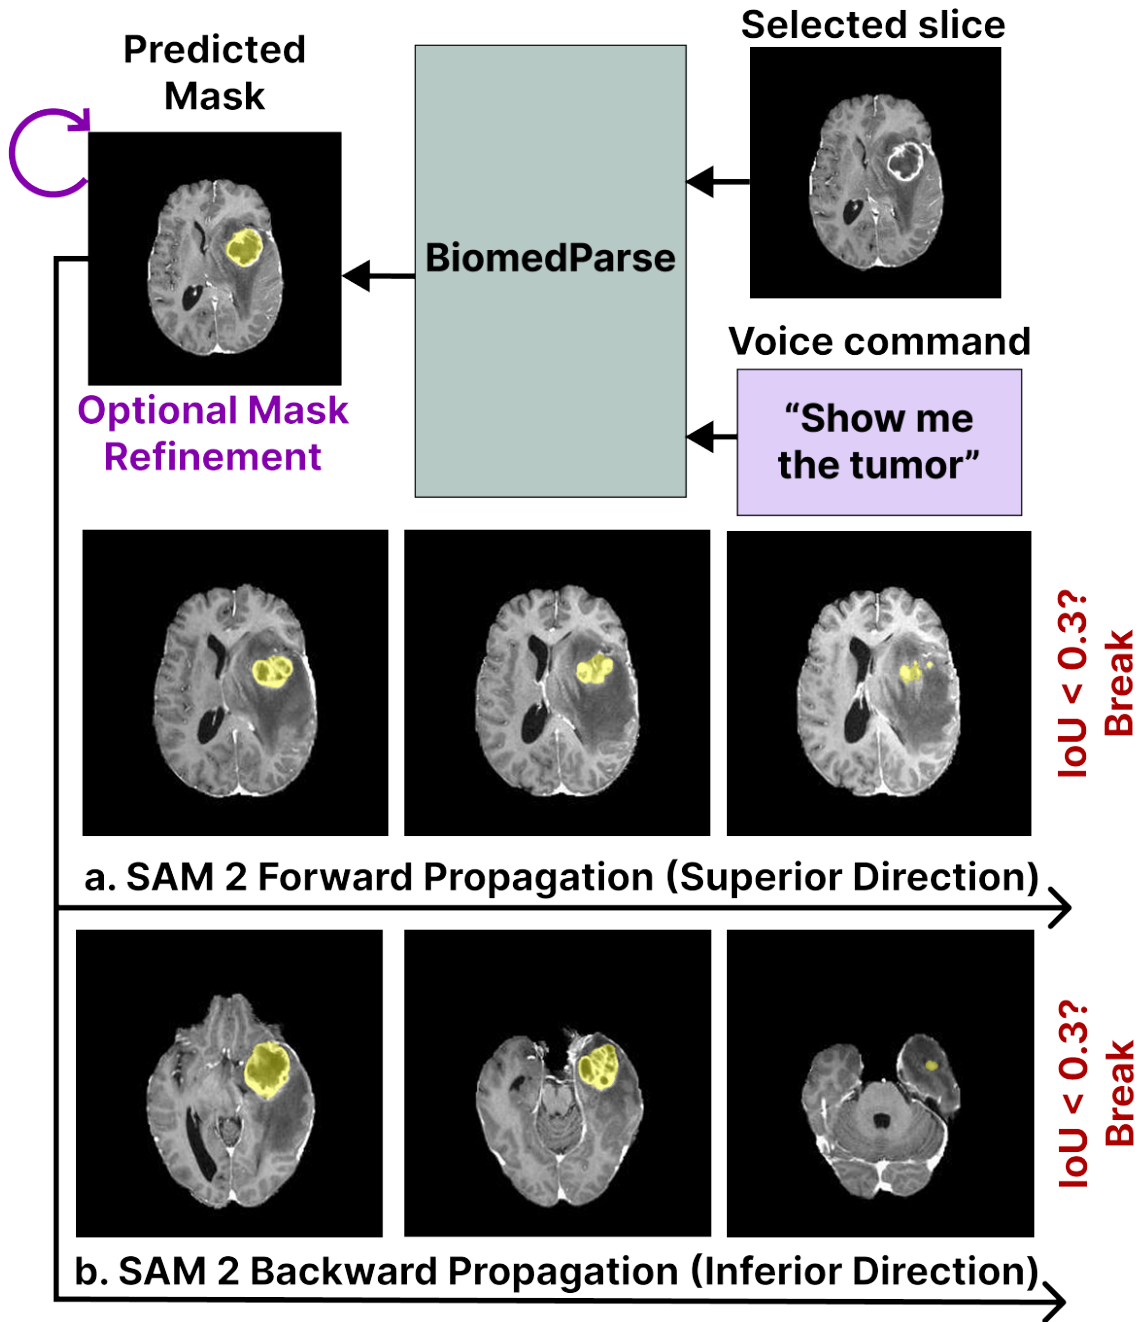 Predicted
Mask
Selected slice
BiomedParse
Voice command
“Show me
the tumor”
Optional Mask
Refinement
IoU < 0.3?
Break
a. SAM 2 Forward Propagation (Superior Direction)
IoU < 0.3?
Break
b. SAM 2 Backward Propagation (Inferior Direction)